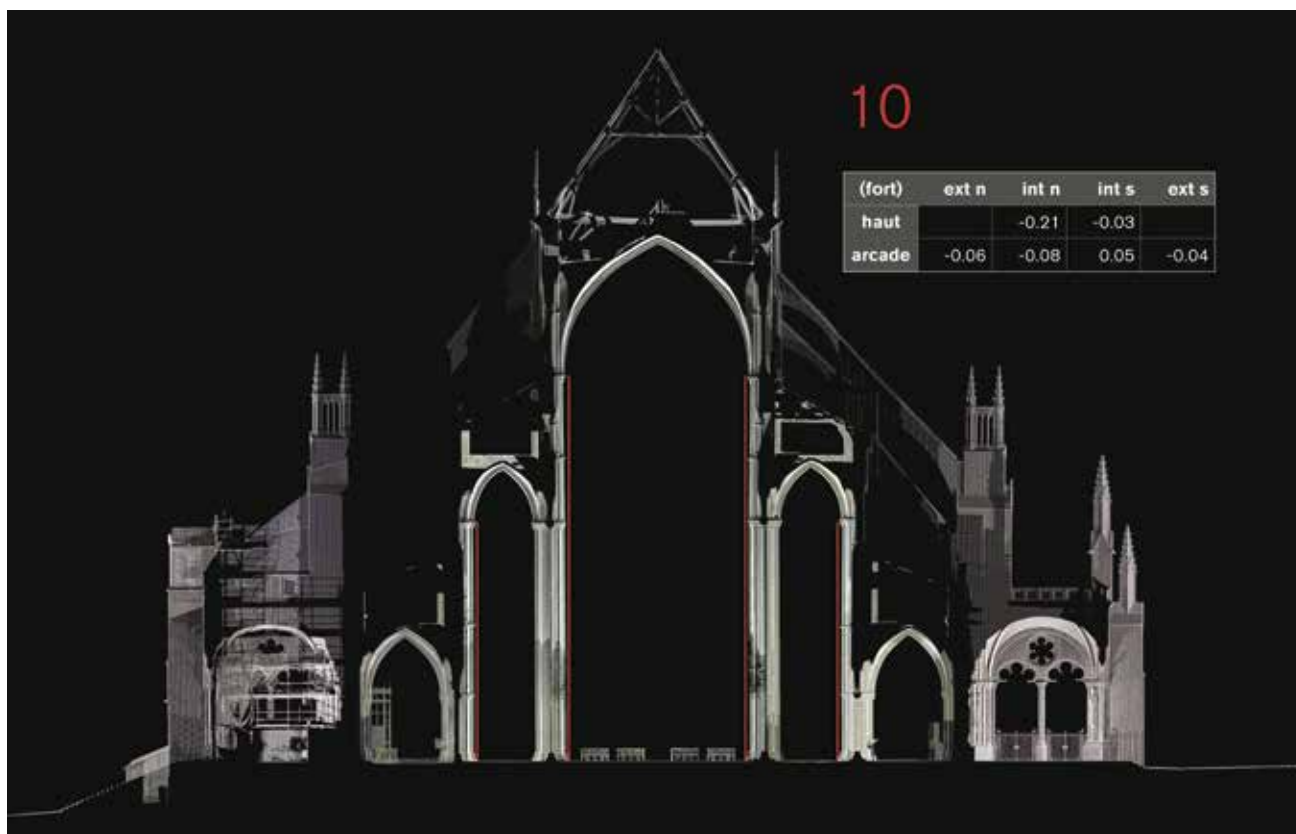 10
(fort) ext n int n int s ext s
haut -0.21 -0.03
arcade -0.06 -0.08 0.05 -0.04